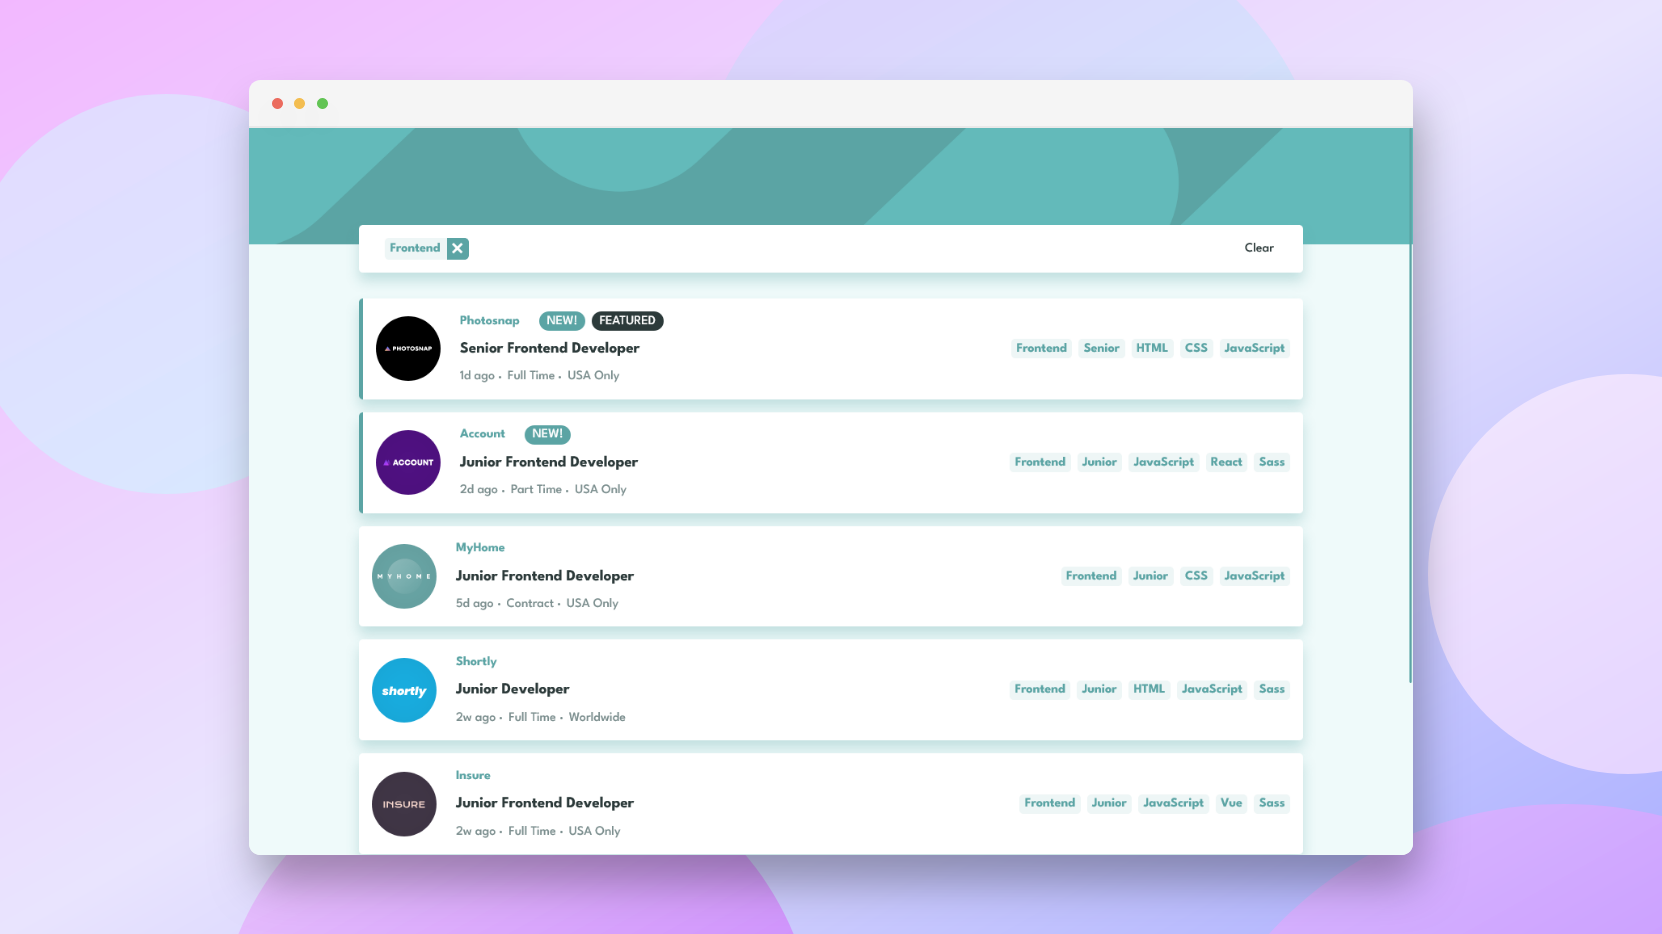 Frontend Clear
Photosnap NEW! FEATURED
PHOTOSNAP
Senior Frontend Developer
Frontend Senior HTML CSS JavaScript
1d ago · Full Time · USA Only
Account NEW!
ACCOUNT
Junior Frontend Developer
Frontend Junior JavaScript React Sass
2d ago · Part Time · USA Only
MyHome
MYHOME
Junior Frontend Developer
Frontend Junior CSS JavaScript
5d ago · Contract · USA Only
Shortly
shortly
Junior Developer
Frontend Junior HTML JavaScript Sass
2w ago · Full Time · Worldwide
Insure
INSURE
Junior Frontend Developer
Frontend Junior JavaScript Vue Sass
2w ago · Full Time · USA Only